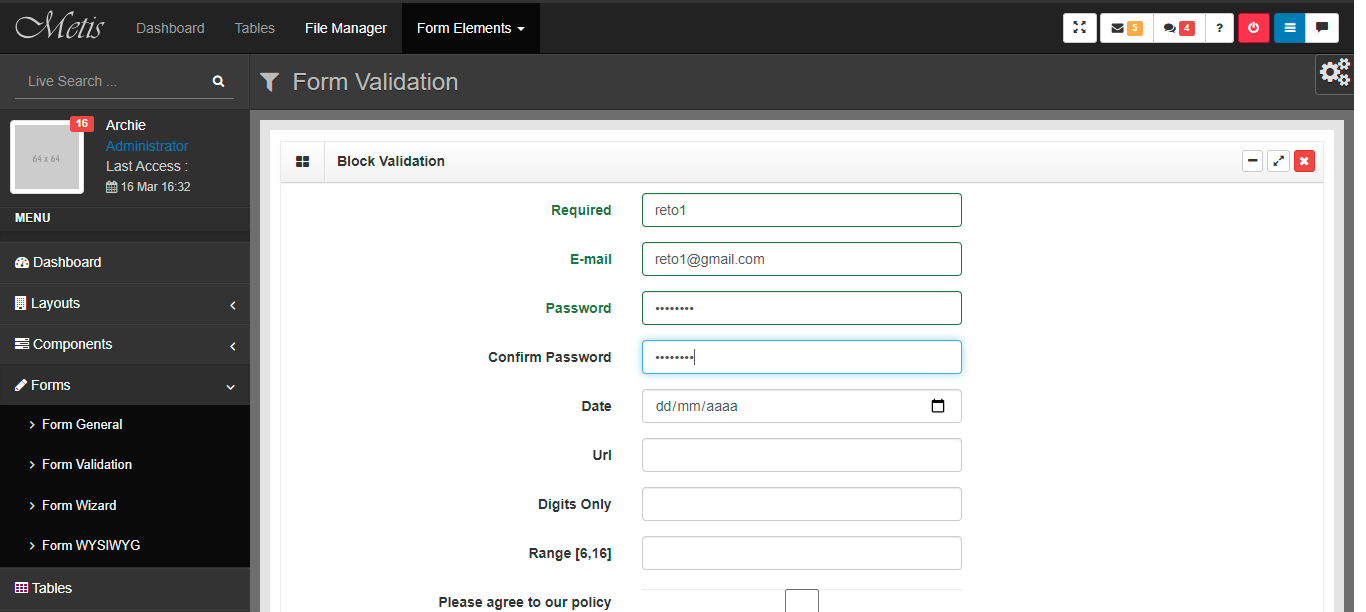 Metis Dashboard Tables File Manager Form Elements 5 4 ?
Live Search ...
Form Validation
16
64 x 64
Archie
Administrator
Last Access :
16 Mar 16:32
MENU
Dashboard
Layouts
Components
Forms
Form General
Form Validation
Form Wizard
Form WYSIWYG
Tables
Block Validation
Required reto1
E-mail reto1@gmail.com
Password ••••••••
Confirm Password ••••••••
Date dd/mm/aaaa
Url
Digits Only
Range [6,16]
Please agree to our policy